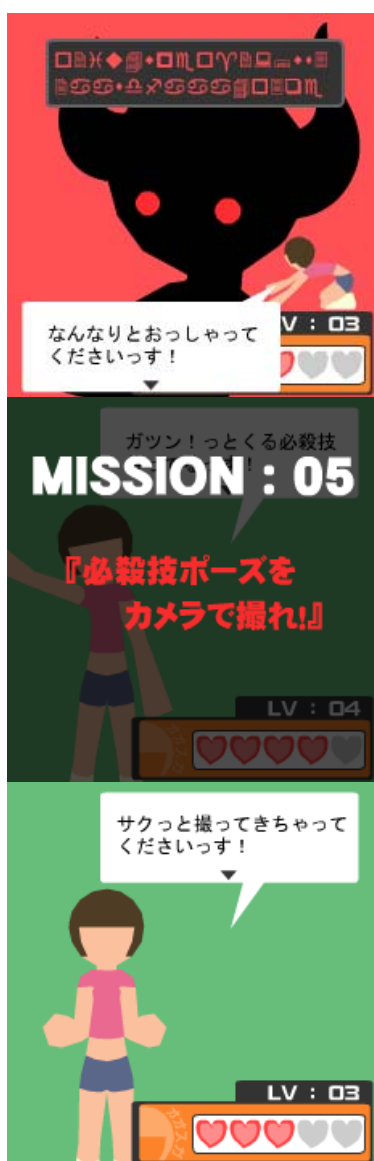 なんなりとおっしゃって
くださいっす！
V : 03
ガツン！っとくる必殺技
MISSION : 05
『必殺技ポーズを
カメラで撮れ!』
LV : 04
サクっと撮ってきちゃって
くださいっす！
LV : 03